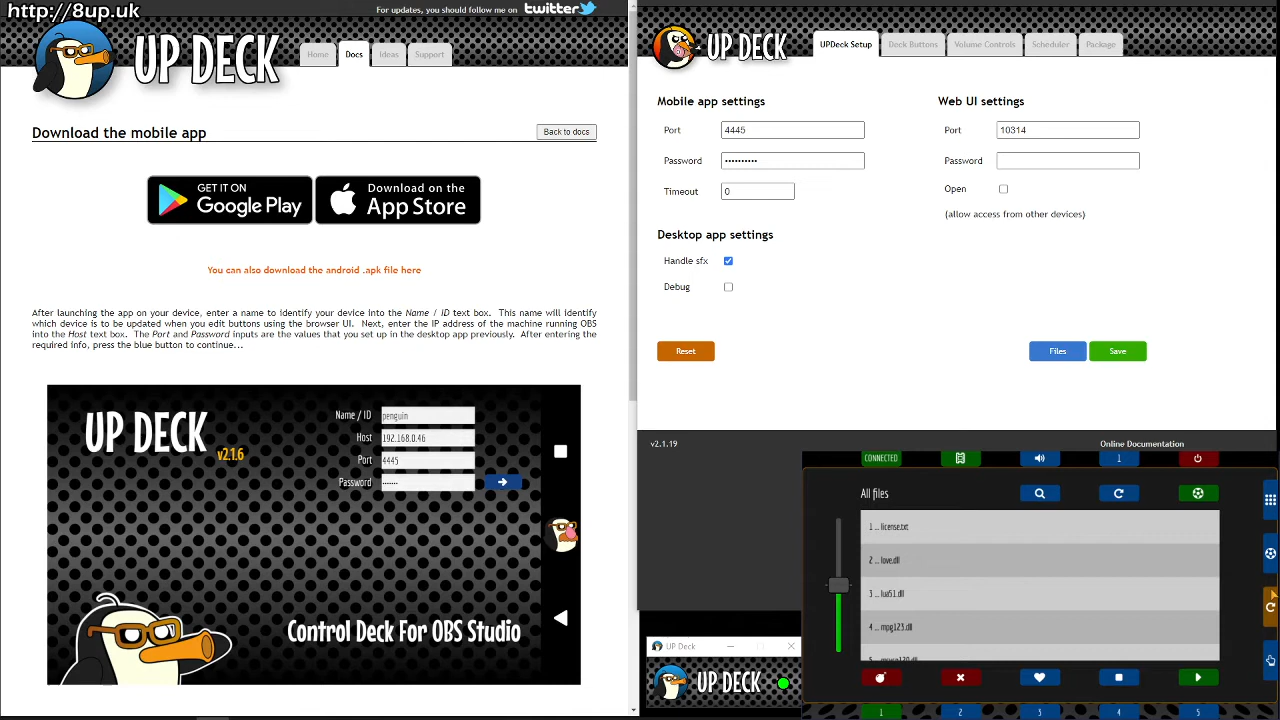 http://8up.uk
For updates, you should follow me on twitter
UP DECK
Home
Docs
Ideas
Support
Download the mobile app
Back to docs
GET IT ON
Google Play
Download on the
App Store
You can also download the android .apk file here
After launching the app on your device, enter a name to identify your device into the Name / ID text box. This name will identify
which device is to be updated when you edit buttons using the browser UI. Next, enter the IP address of the machine running OBS
into the Host text box. The Port and Password inputs are the values that you set up in the desktop app previously. After entering the
required info, press the blue button to continue...
UP DECK
v2.1.6
Name / ID penguin
Host 192.168.0.46
Port 4445
Password •••••••
Control Deck For OBS Studio
UP DECK
UPDeck Setup
Deck Buttons
Volume Controls
Scheduler
Package
Mobile app settings
Port 4445
Password ••••••••••
Timeout 0
Desktop app settings
Handle sfx
Debug
Web UI settings
Port 10314
Password
Open
(allow access from other devices)
Reset
Files
Save
v2.1.19
Online Documentation
UP Deck
UP DECK
CONNECTED
1
All files
1 ... license.txt
2 ... love.dll
3 ... lua51.dll
4 ... mpg123.dll
1
2
3
4
5